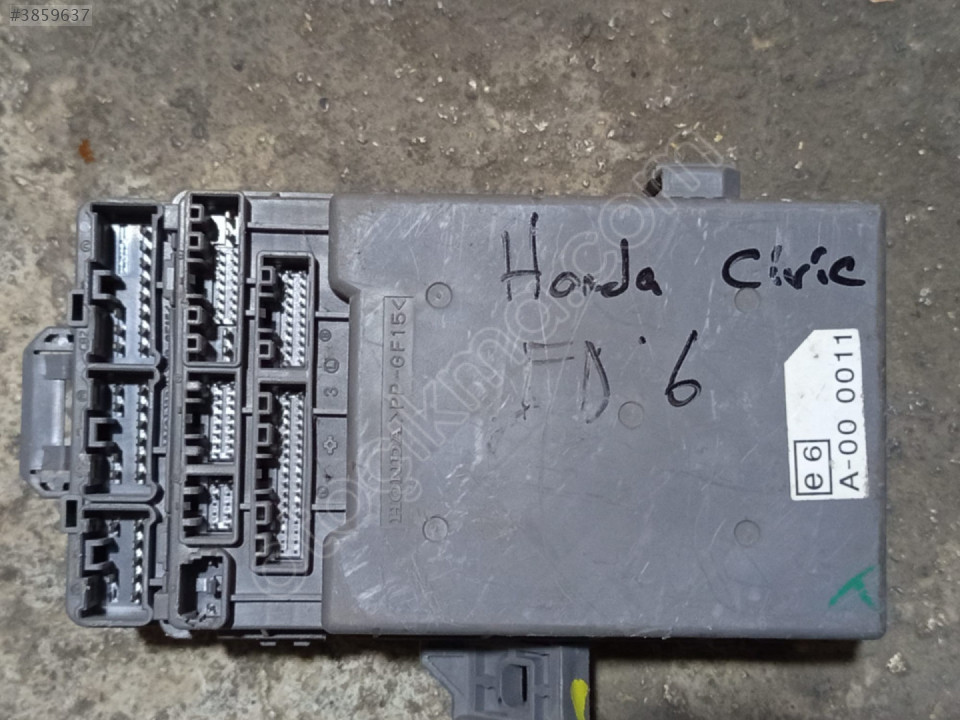 #3859637
Honda Civic
FD'6
HONDA>PP-GF15<
e6
A-00 0011